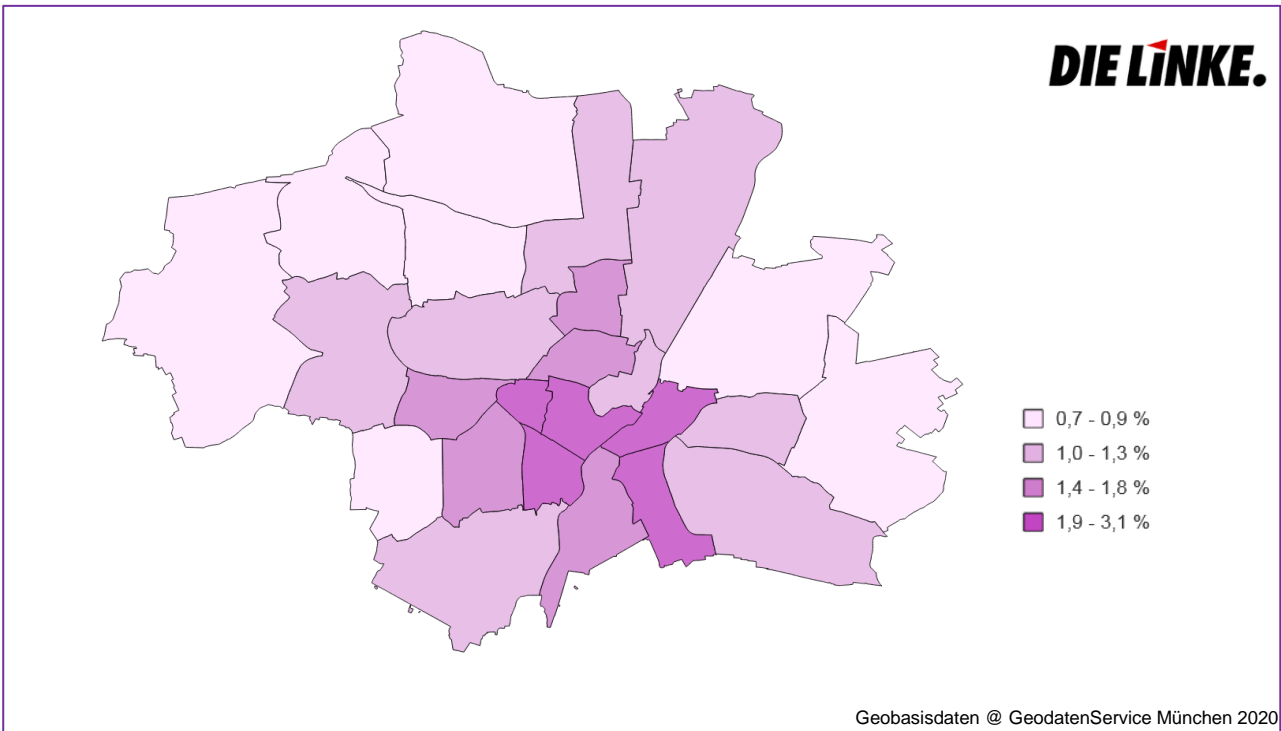 DIE LINKE.
0,7 - 0,9 %
1,0 - 1,3 %
1,4 - 1,8 %
1,9 - 3,1 %
Geobasisdaten @ GeodatenService München 2020